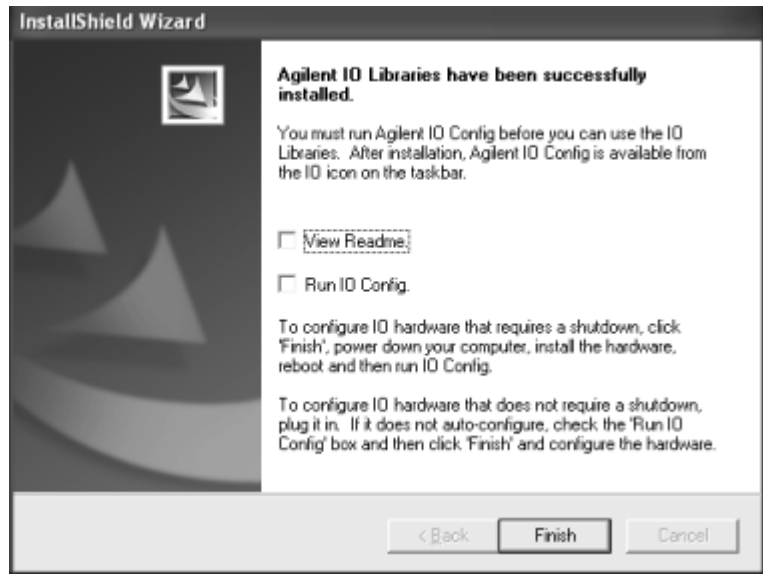 InstallShield Wizard
Agilent IO Libraries have been successfully
installed.
You must run Agilent IO Config before you can use the IO
Libraries.  After installation, Agilent IO Config is available from
the IO icon on the taskbar.
View Readme.
Run IO Config.
To configure IO hardware that requires a shutdown, click
'Finish', power down your computer, install the hardware,
reboot and then run IO Config.
To configure IO hardware that does not require a shutdown,
plug it in.  If it does not auto-configure, check the 'Run IO
Config' box and then click 'Finish' and configure the hardware.
< Back Finish Cancel